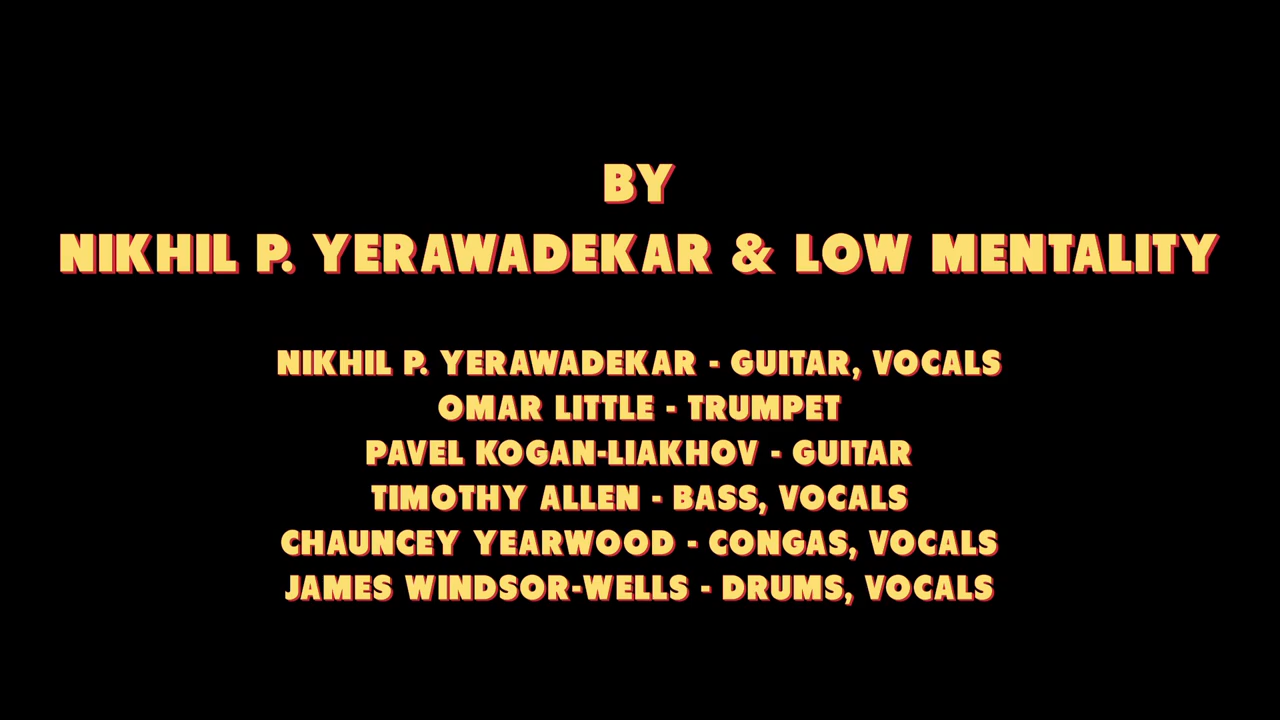 BY
NIKHIL P. YERAWADEKAR & LOW MENTALITY
NIKHIL P. YERAWADEKAR - GUITAR, VOCALS
OMAR LITTLE - TRUMPET
PAVEL KOGAN-LIAKHOV - GUITAR
TIMOTHY ALLEN - BASS, VOCALS
CHAUNCEY YEARWOOD - CONGAS, VOCALS
JAMES WINDSOR-WELLS - DRUMS, VOCALS